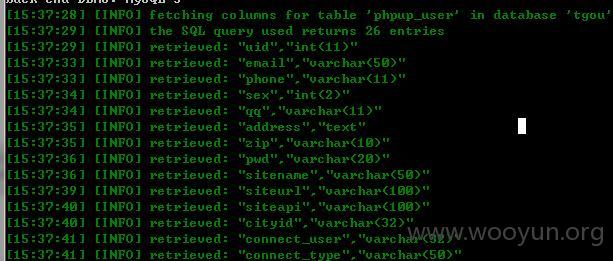 [15:37:28] [INFO] fetching columns for table 'phpup_user' in database 'tgou'
[15:37:29] [INFO] the SQL query used returns 26 entries
[15:37:29] [INFO] retrieved: "uid","int(11)"
[15:37:33] [INFO] retrieved: "email","varchar(50)"
[15:37:33] [INFO] retrieved: "phone","varchar(11)"
[15:37:34] [INFO] retrieved: "sex","int(2)"
[15:37:34] [INFO] retrieved: "qq","varchar(11)"
[15:37:35] [INFO] retrieved: "address","text"
[15:37:35] [INFO] retrieved: "zip","varchar(10)"
[15:37:36] [INFO] retrieved: "pwd","varchar(20)"
[15:37:36] [INFO] retrieved: "sitename","varchar(50)"
[15:37:39] [INFO] retrieved: "siteurl","varchar(100)"
[15:37:40] [INFO] retrieved: "siteapi","varchar(100)"
[15:37:40] [INFO] retrieved: "cityid","varchar(32)"
[15:37:41] [INFO] retrieved: "connect_user","varchar(32)"
[15:37:41] [INFO] retrieved: "connect_type","varchar(50)"
www.wooyun.org